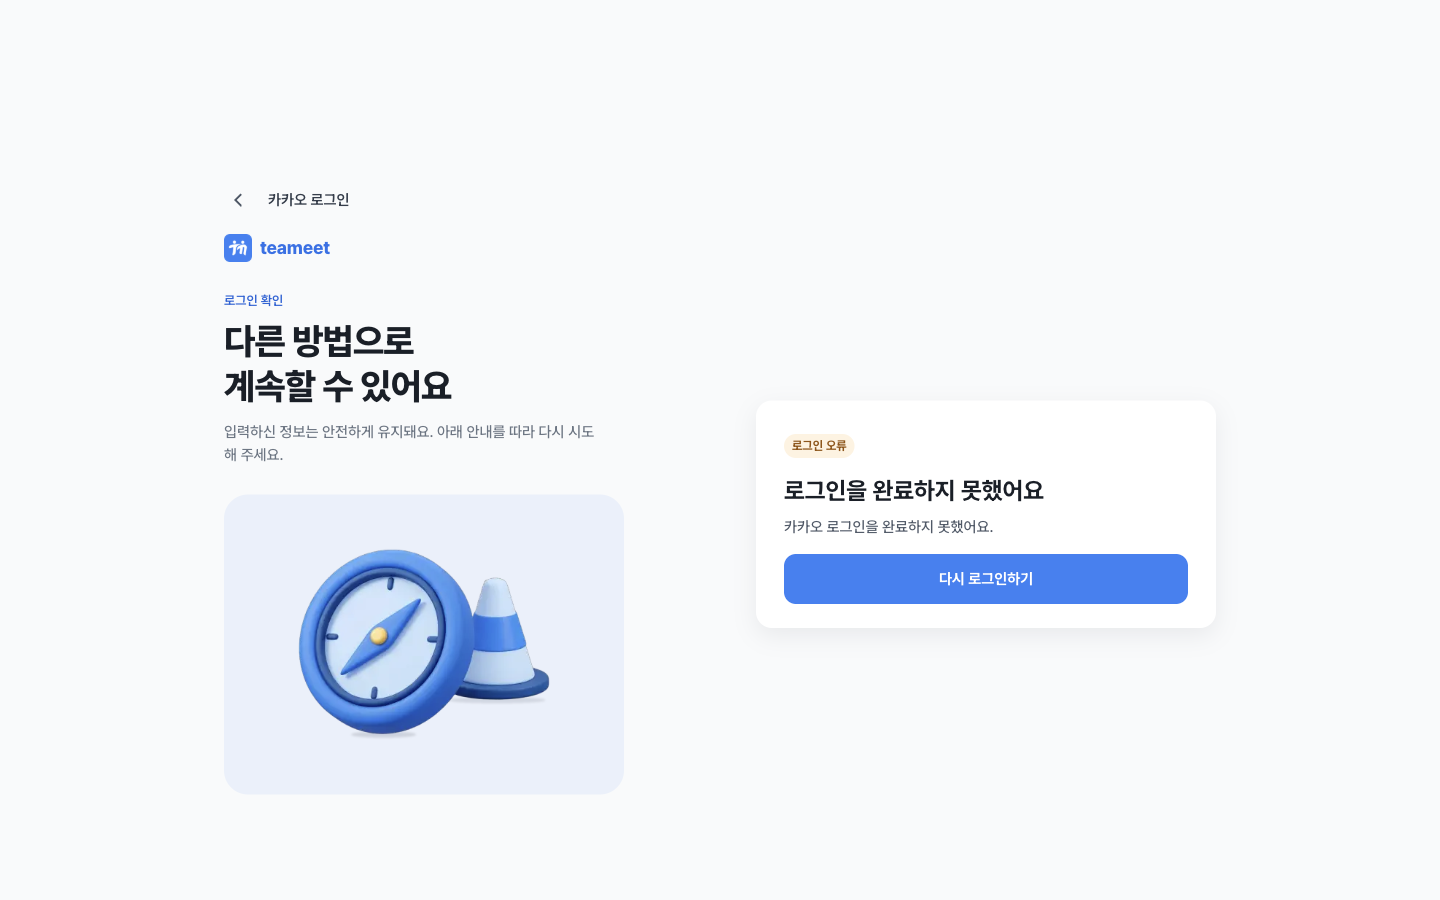 카카오 로그인
teameet
로그인 확인
다른 방법으로
계속할 수 있어요
입력하신 정보는 안전하게 유지돼요. 아래 안내를 따라 다시 시도
해 주세요.
로그인 오류
로그인을 완료하지 못했어요
카카오 로그인을 완료하지 못했어요.
다시 로그인하기